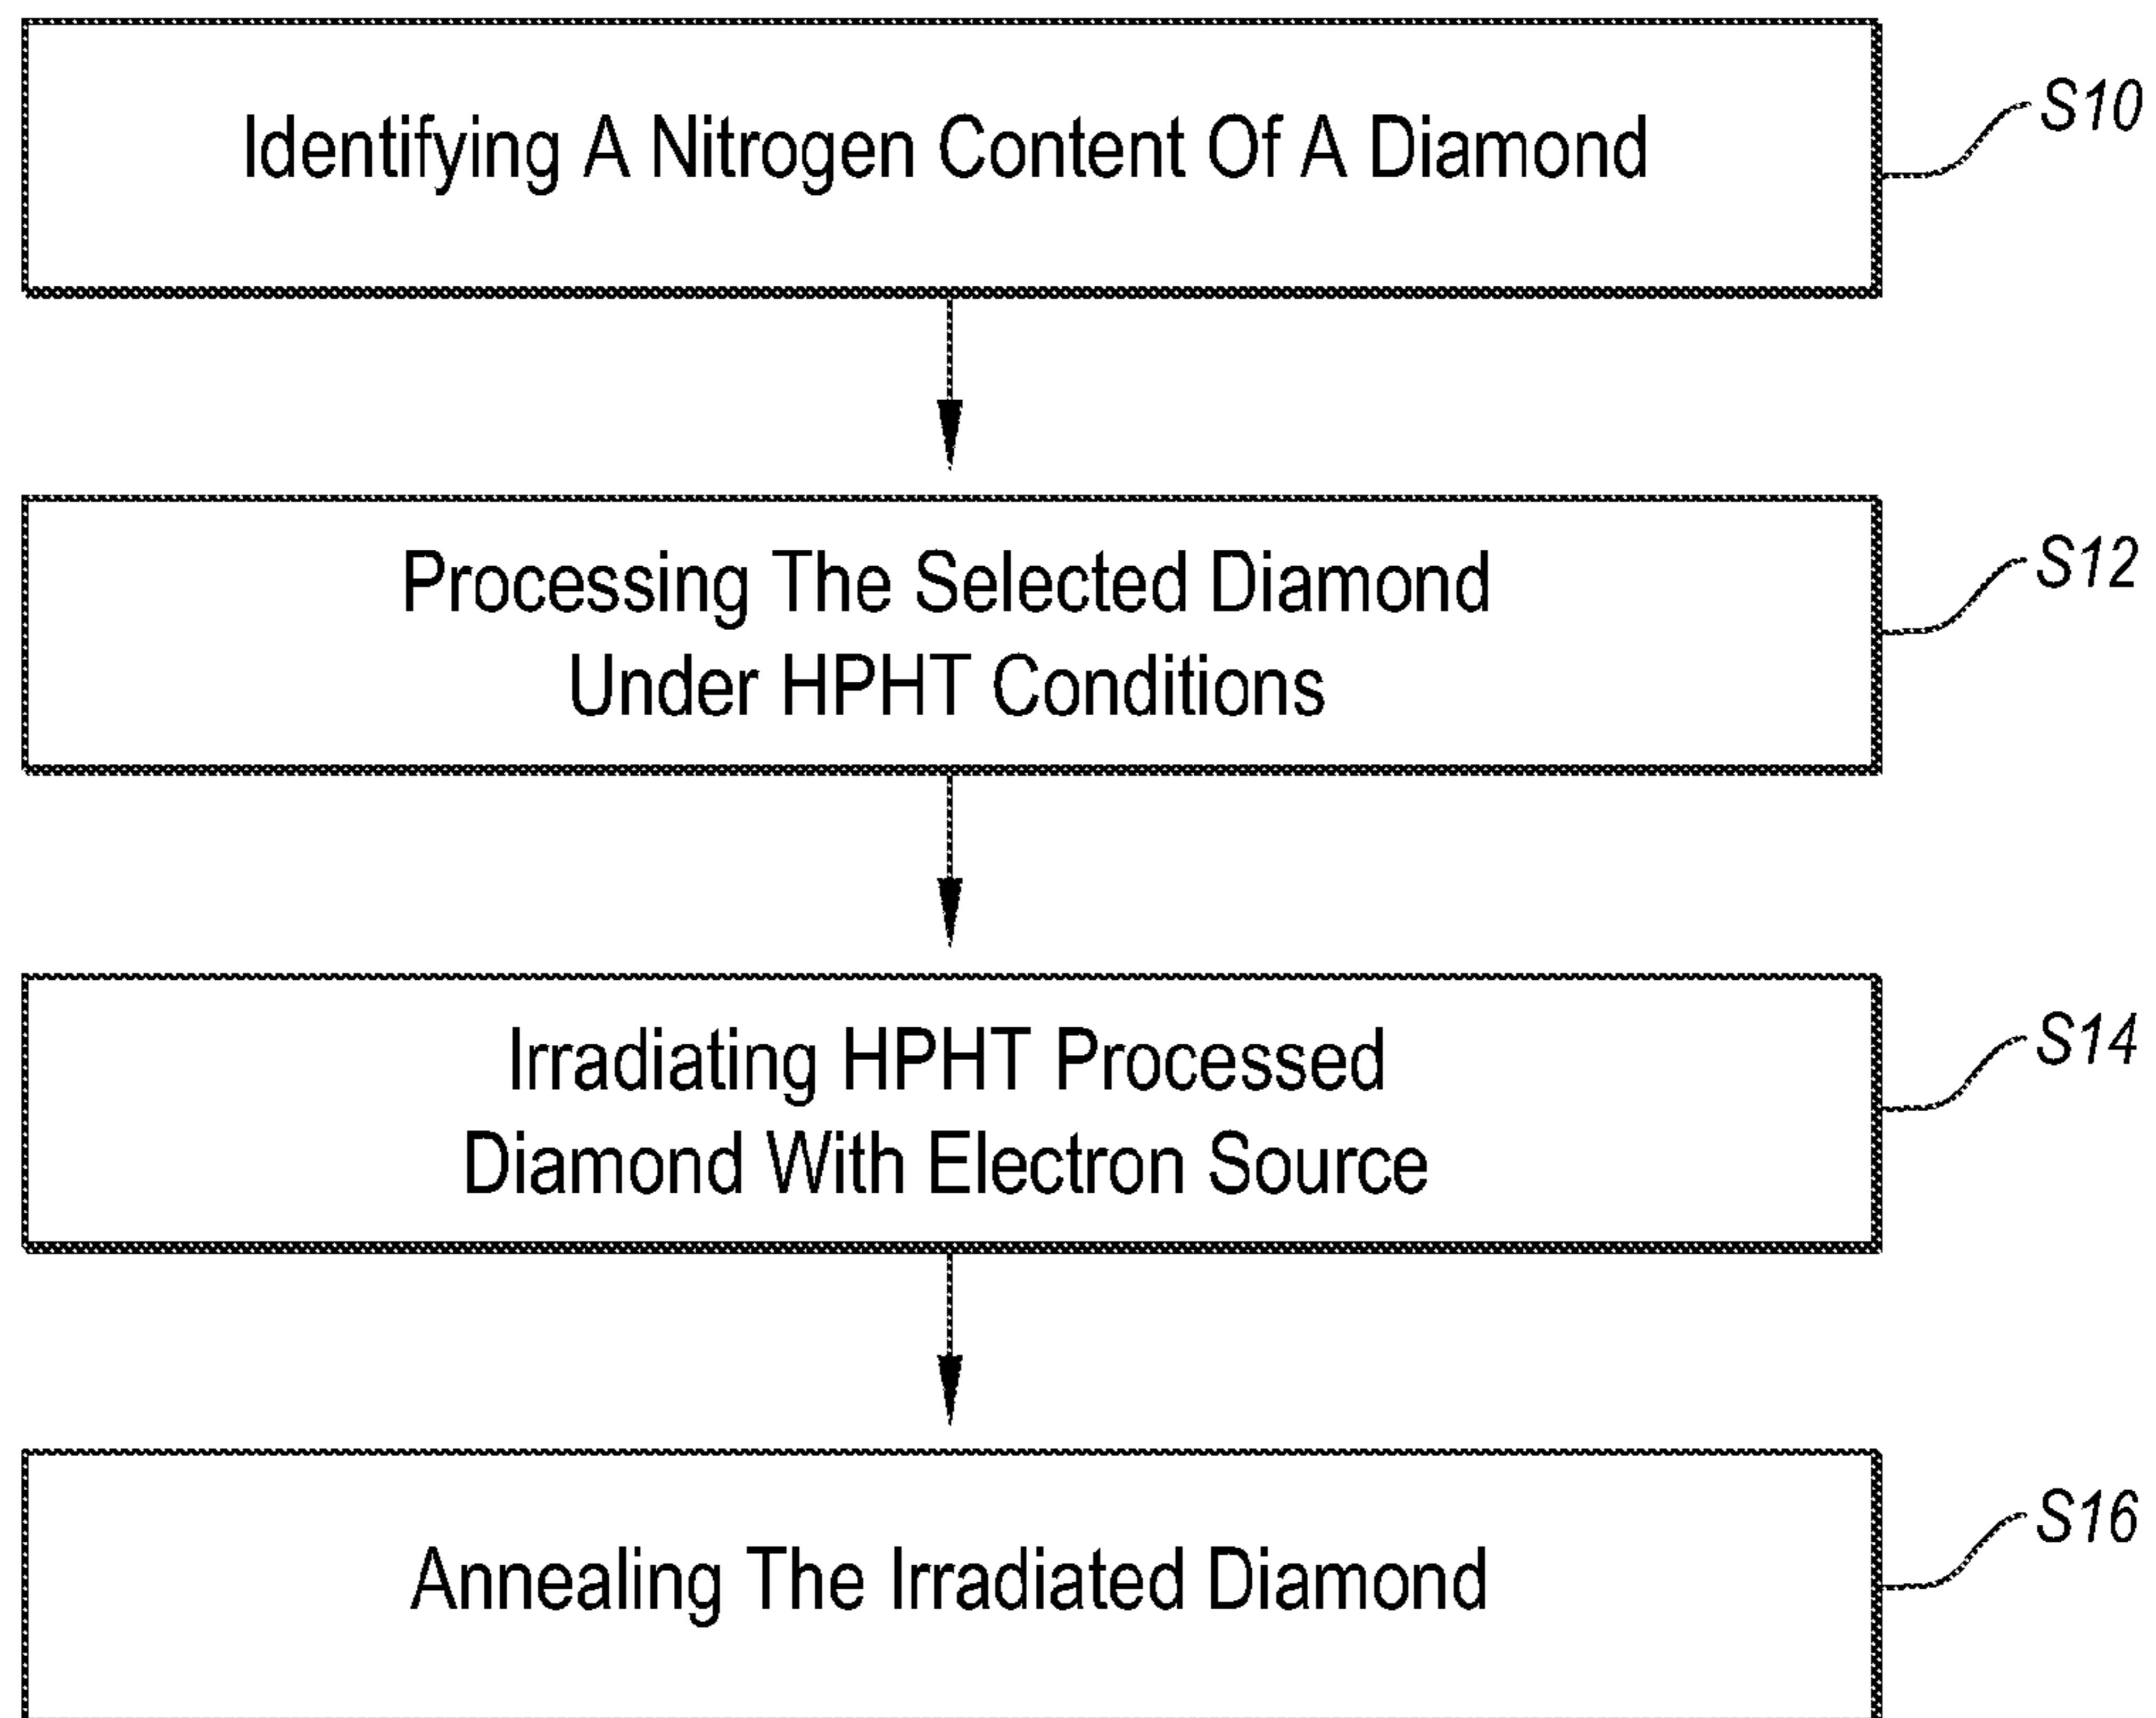 Identifying A Nitrogen Content Of A Diamond
S10
Processing The Selected Diamond
Under HPHT Conditions
S12
Irradiating HPHT Processed
Diamond With Electron Source
S14
Annealing The Irradiated Diamond
S16